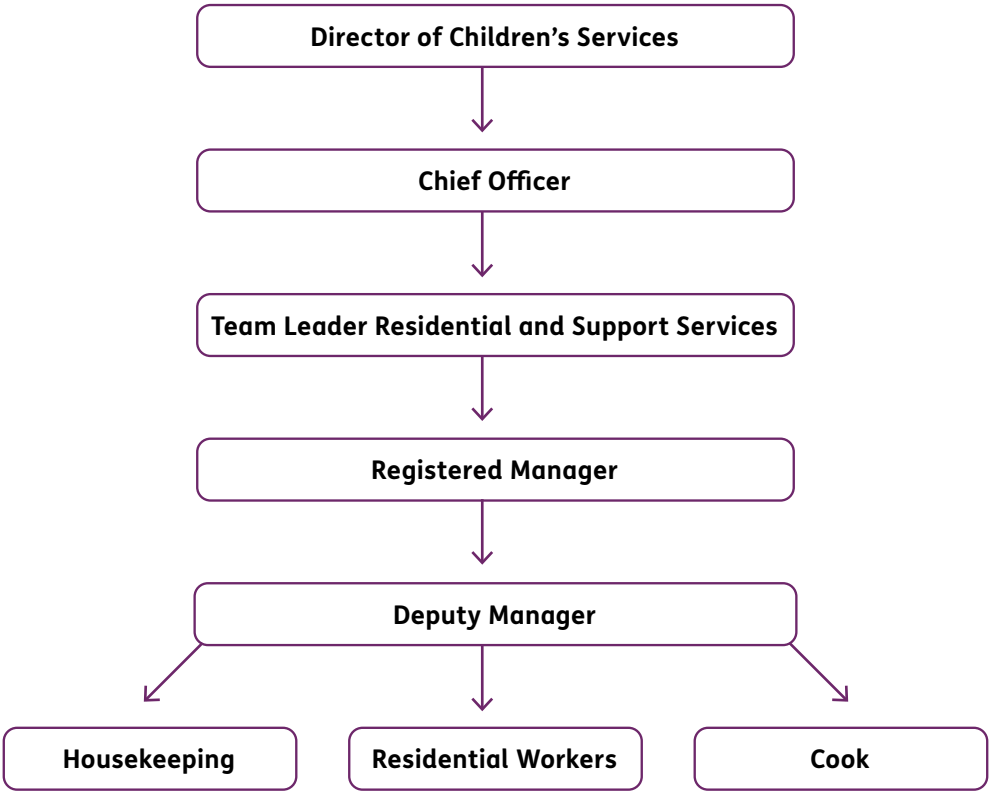 Director of Children’s Services
Chief Officer
Team Leader Residential and Support Services
Registered Manager
Deputy Manager
Housekeeping
Residential Workers
Cook